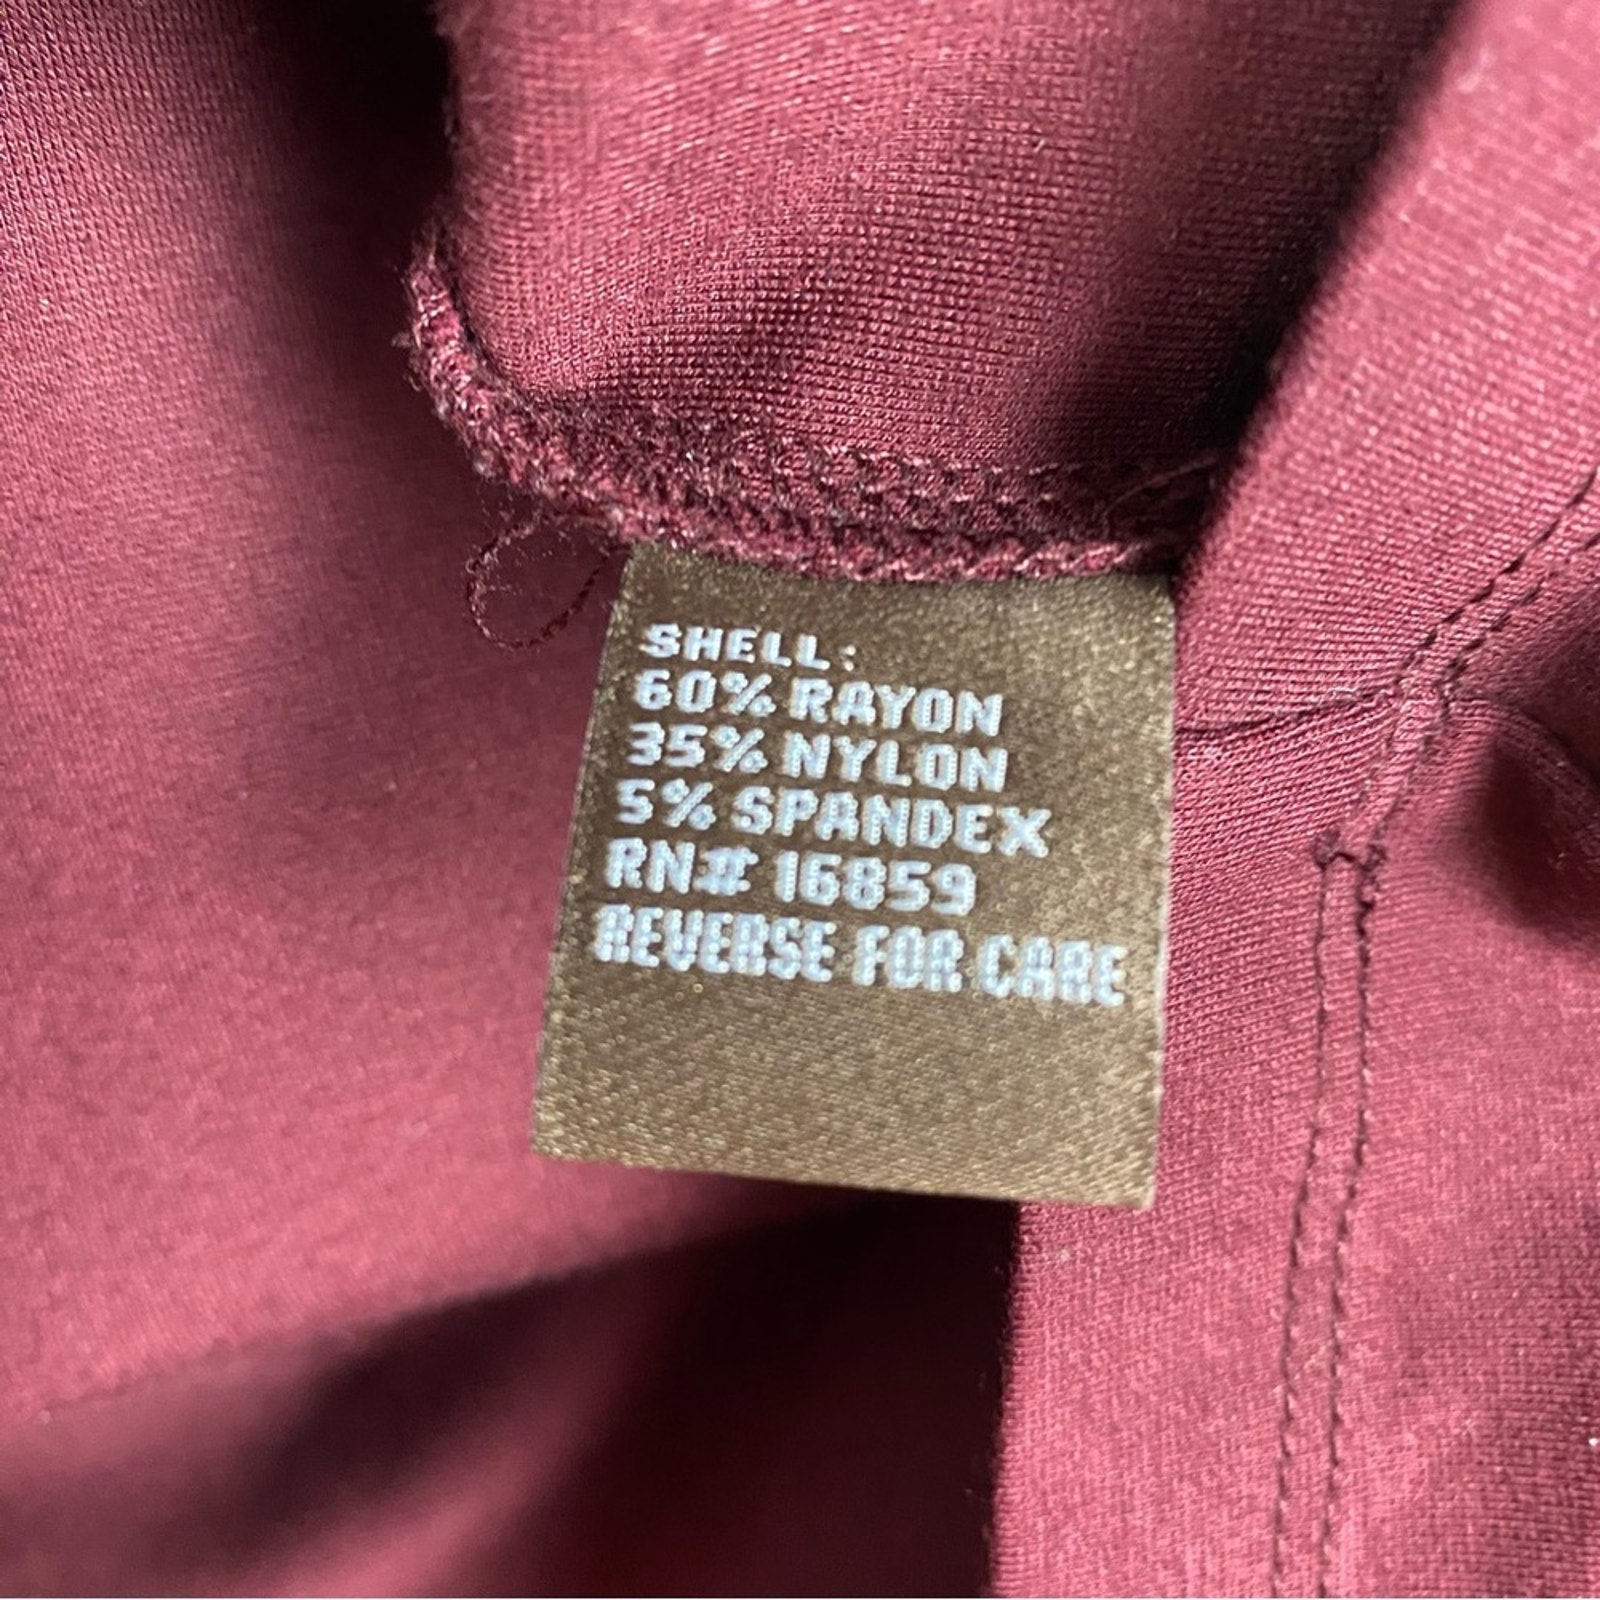 SHELL:
60% RAYON
35% NYLON
5% SPANDEX
RN# 16859
REVERSE FOR CARE